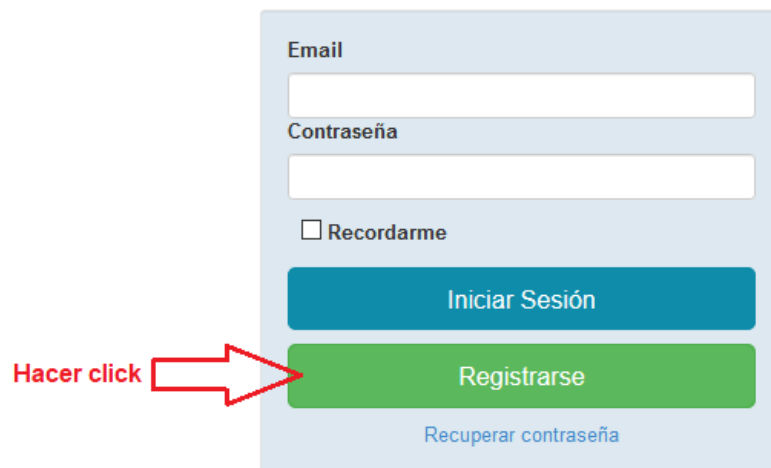 Email
Contraseña
Recordarme
Iniciar Sesión
Hacer click
Registrarse
Recuperar contraseña